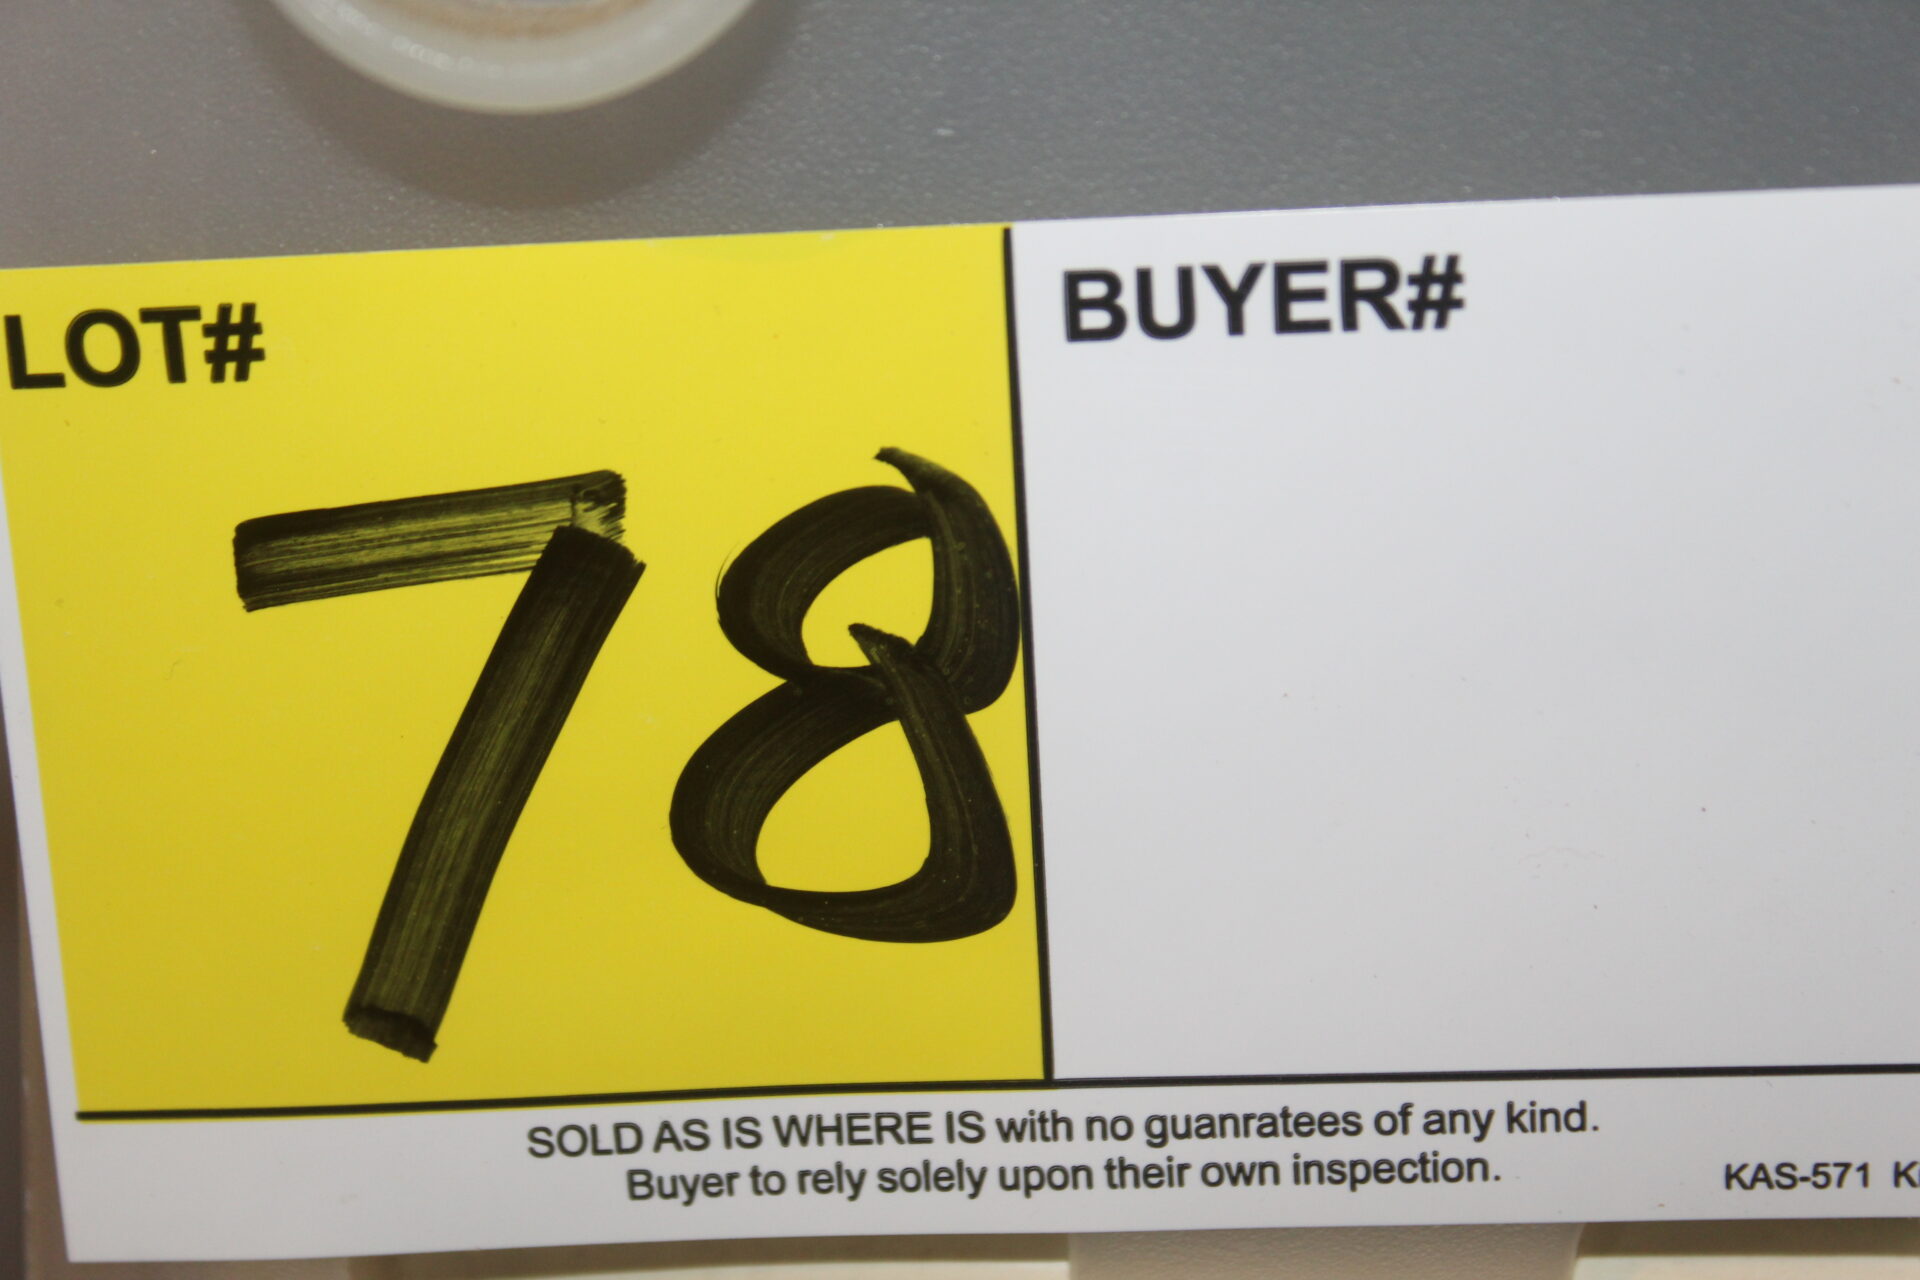 LOT#
BUYER#
78
SOLD AS IS WHERE IS with no guanratees of any kind.
Buyer to rely solely upon their own inspection.
KAS-571